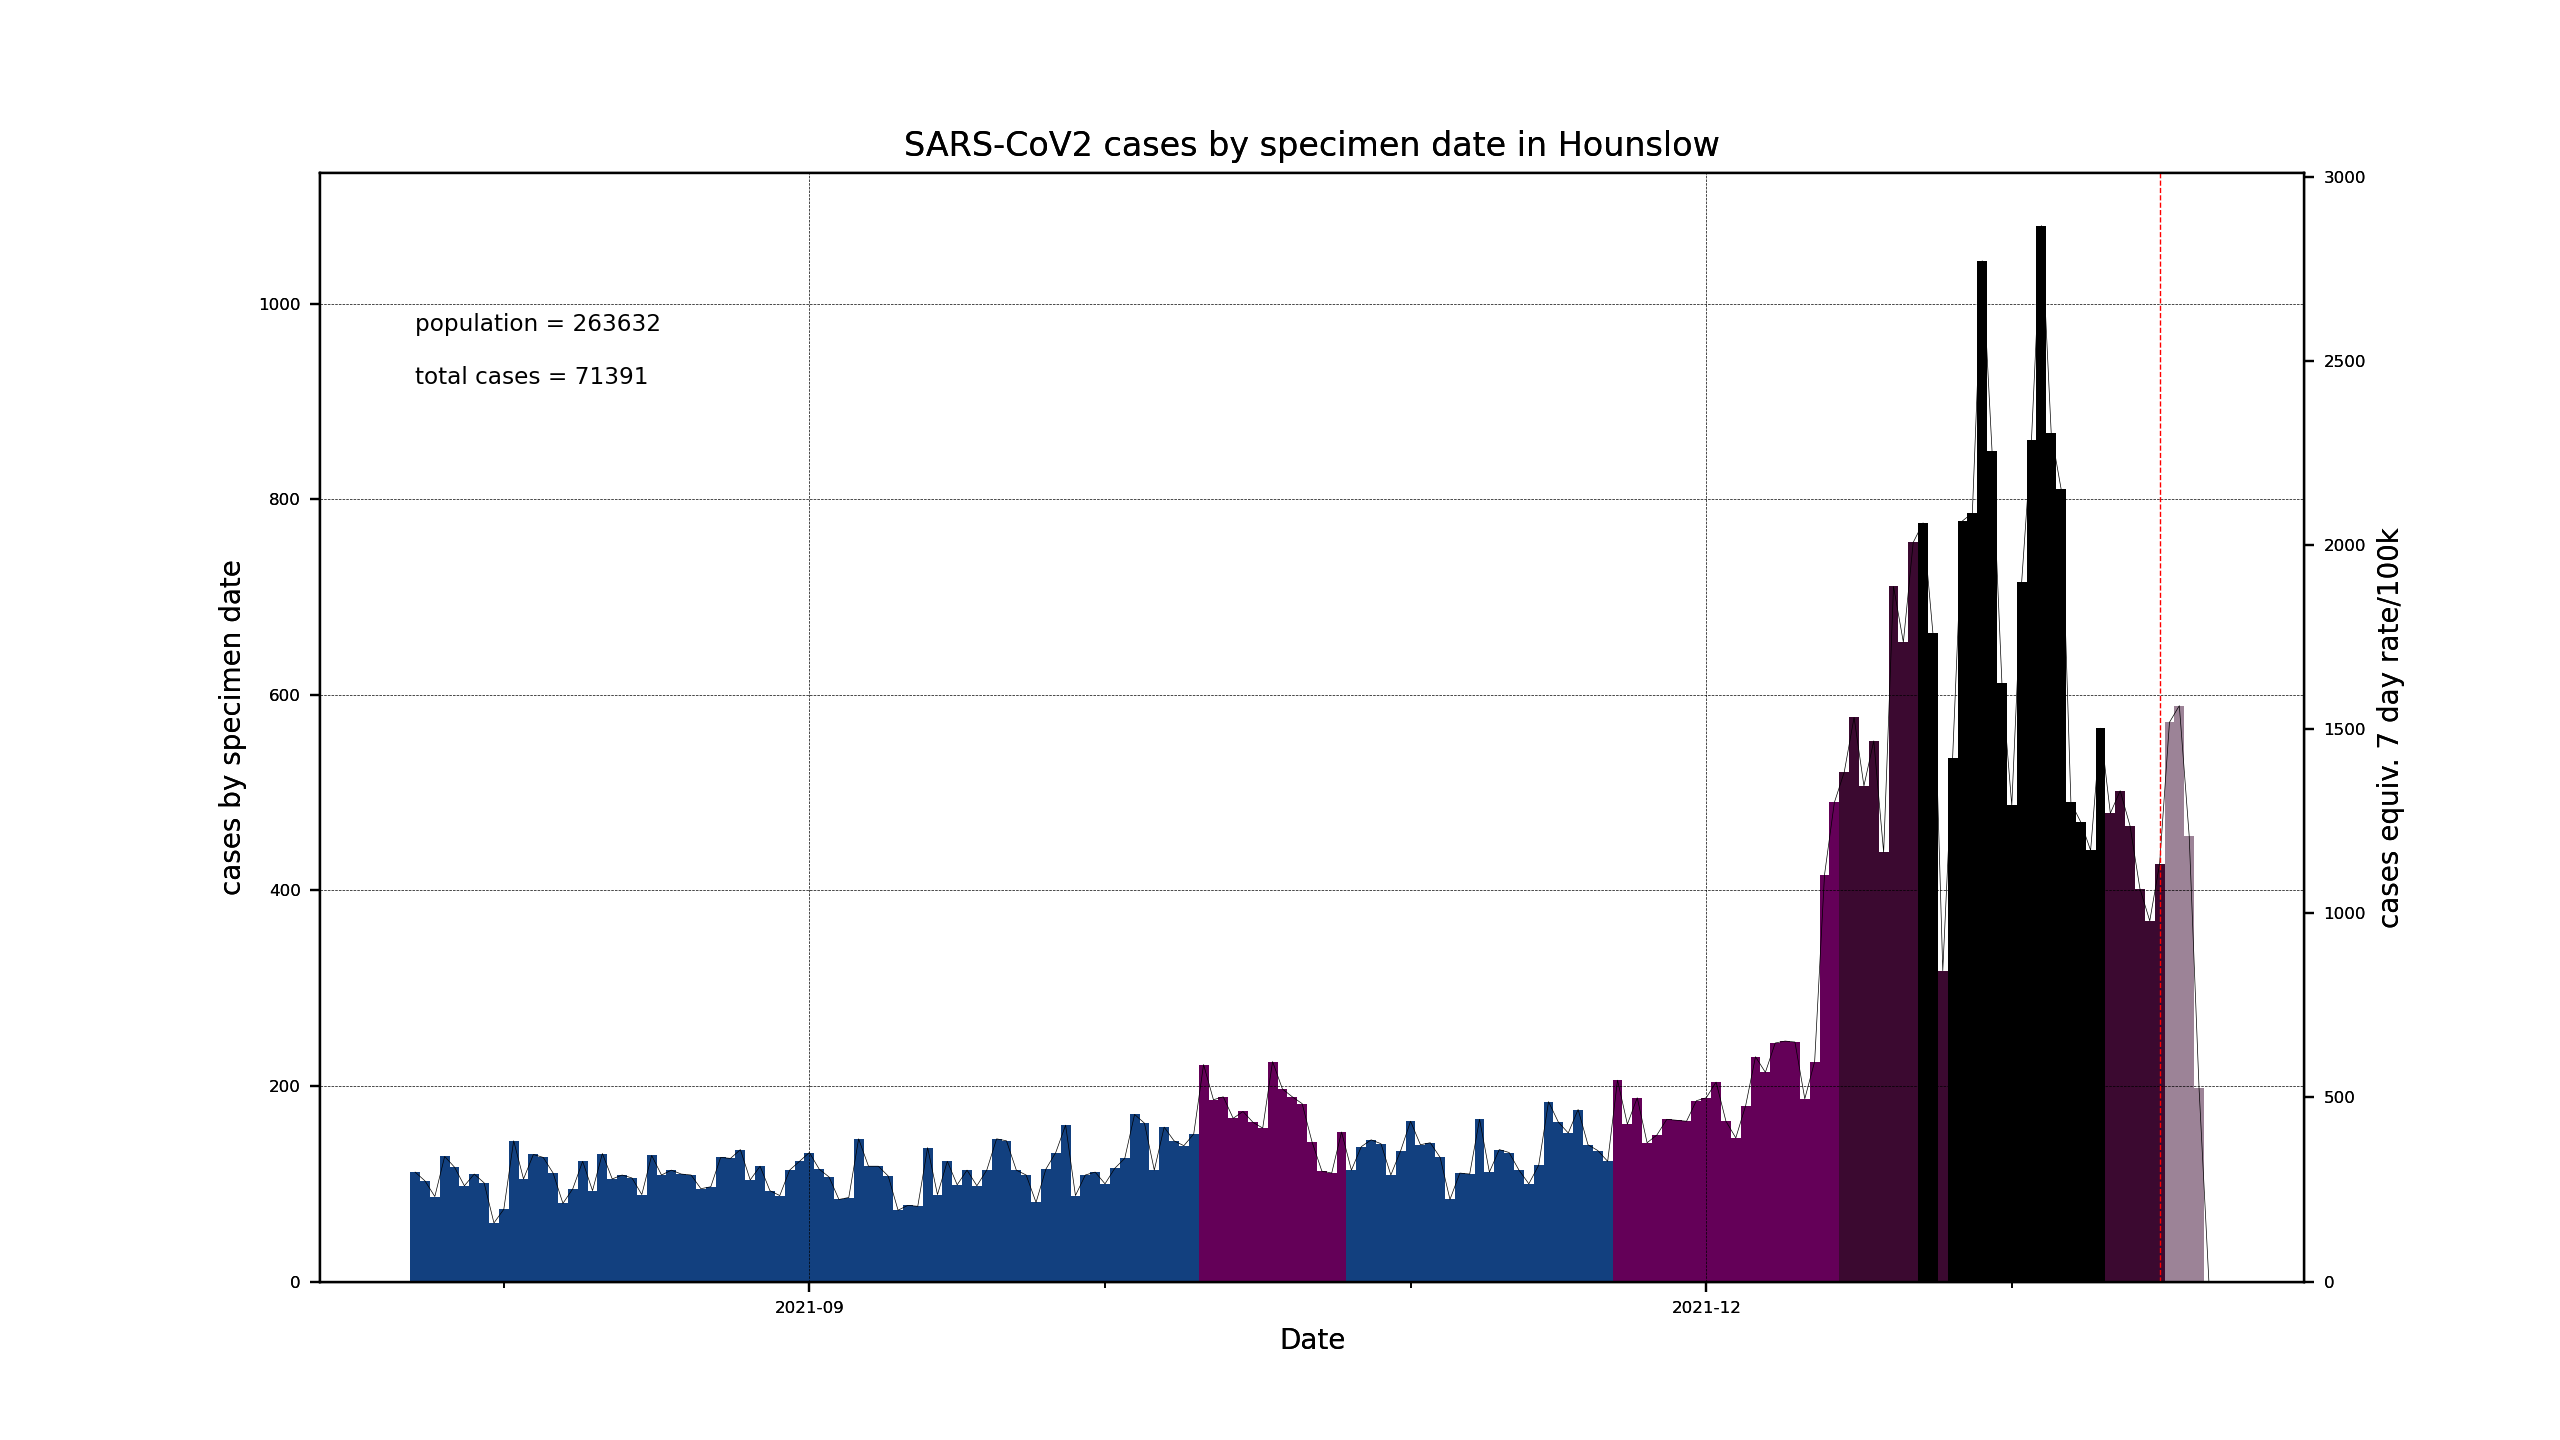 SARS-CoV2 cases by specimen date in Hounslow
population = 263632
total cases = 71391
cases by specimen date
1000
800
600
400
200
0
3000
2500
2000
1500
1000
500
0
cases equiv. 7 day rate/100k
2021-09
2021-12
Date